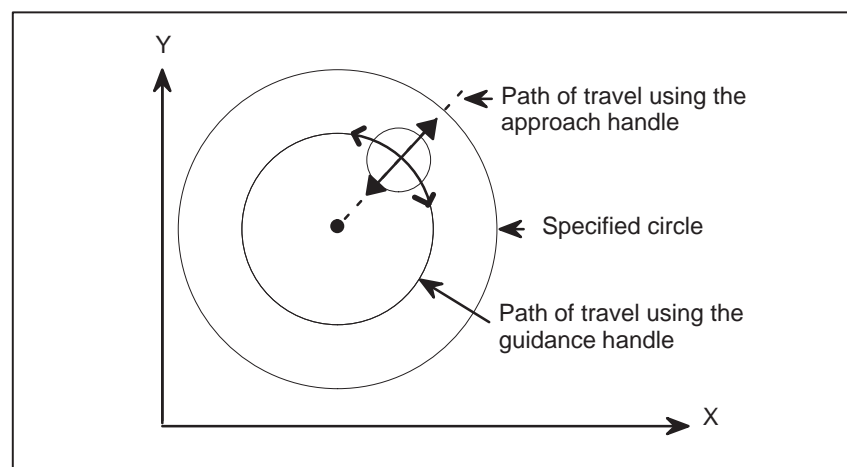 Y
Path of travel using the
approach handle
Specified circle
Path of travel using the
guidance handle
X